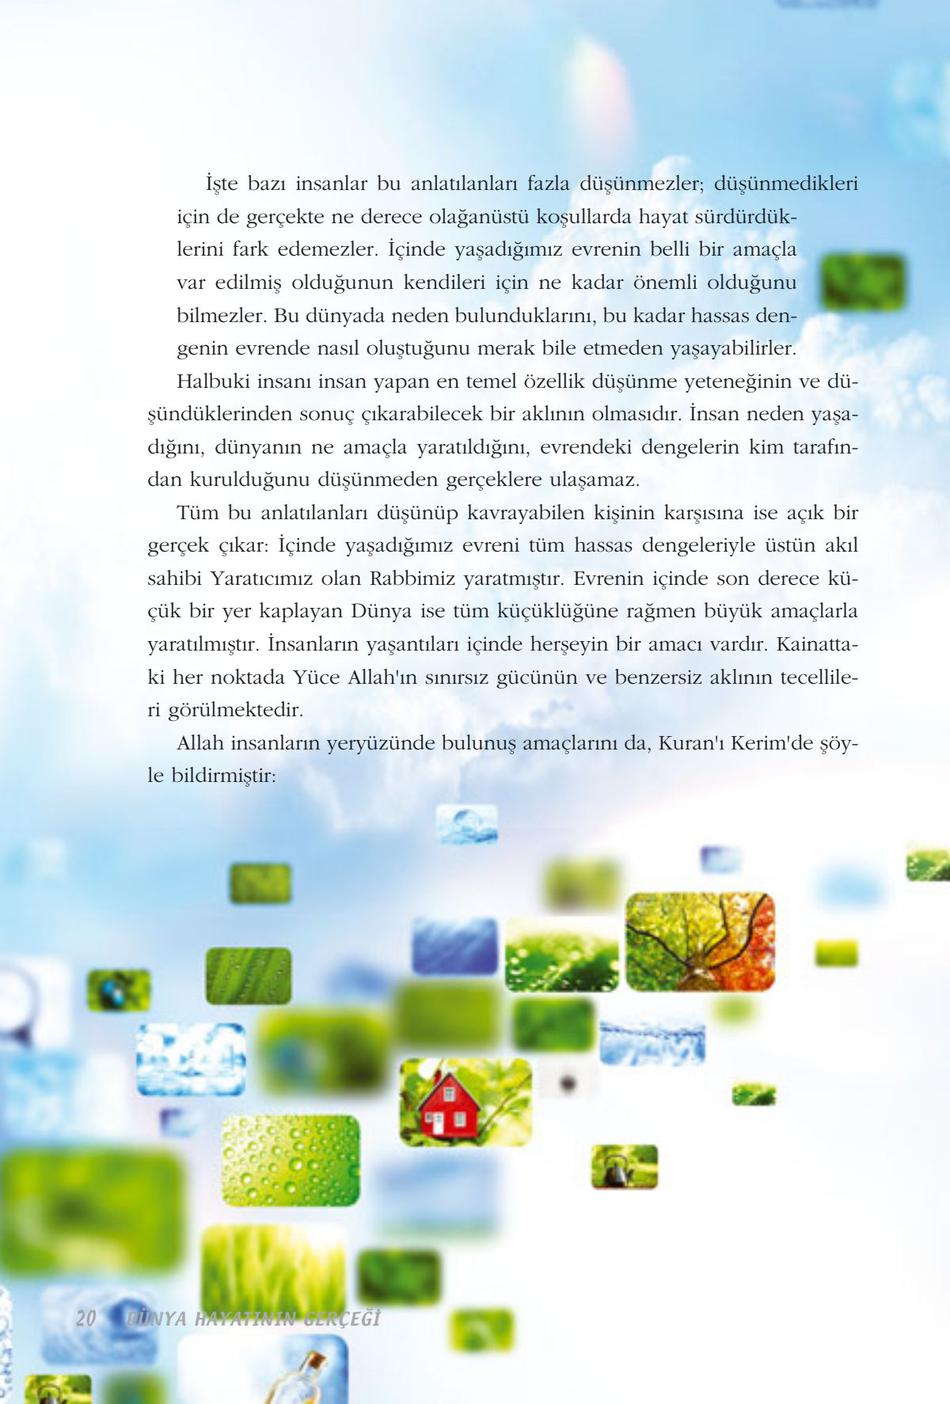 İşte bazı insanlar bu anlatılanları fazla düşünmezler; düşünmedikleri
için de gerçekte ne derece olağanüstü koşullarda hayat sürdürdük-
lerini fark edemezler. İçinde yaşadığımız evrenin belli bir amaçla
var edilmiş olduğunun kendileri için ne kadar önemli olduğunu
bilmezler. Bu dünyada neden bulunduklarını, bu kadar hassas den-
genin evrende nasıl oluştuğunu merak bile etmeden yaşayabilirler.
Halbuki insanı insan yapan en temel özellik düşünme yeteneğinin ve dü-
şündüklerinden sonuç çıkarabilecek bir aklının olmasıdır. İnsan neden yaşa-
dığını, dünyanın ne amaçla yaratıldığını, evrendeki dengelerin kim tarafın-
dan kurulduğunu düşünmeden gerçeklere ulaşamaz.
Tüm bu anlatılanları düşünüp kavrayabilen kişinin karşısına ise açık bir
gerçek çıkar: İçinde yaşadığımız evreni tüm hassas dengeleriyle üstün akıl
sahibi Yaratıcımız olan Rabbimiz yaratmıştır. Evrenin içinde son derece kü-
çük bir yer kaplayan Dünya ise tüm küçüklüğüne rağmen büyük amaçlarla
yaratılmıştır. İnsanların yaşantıları içinde herşeyin bir amacı vardır. Kainatta-
ki her noktada Yüce Allah'ın sınırsız gücünün ve benzersiz aklının tecellile-
ri görülmektedir.
Allah insanların yeryüzünde bulunuş amaçlarını da, Kuran'ı Kerim'de şöy-
le bildirmiştir:
20 DÜNYA HAYATININ GERÇEĞİ